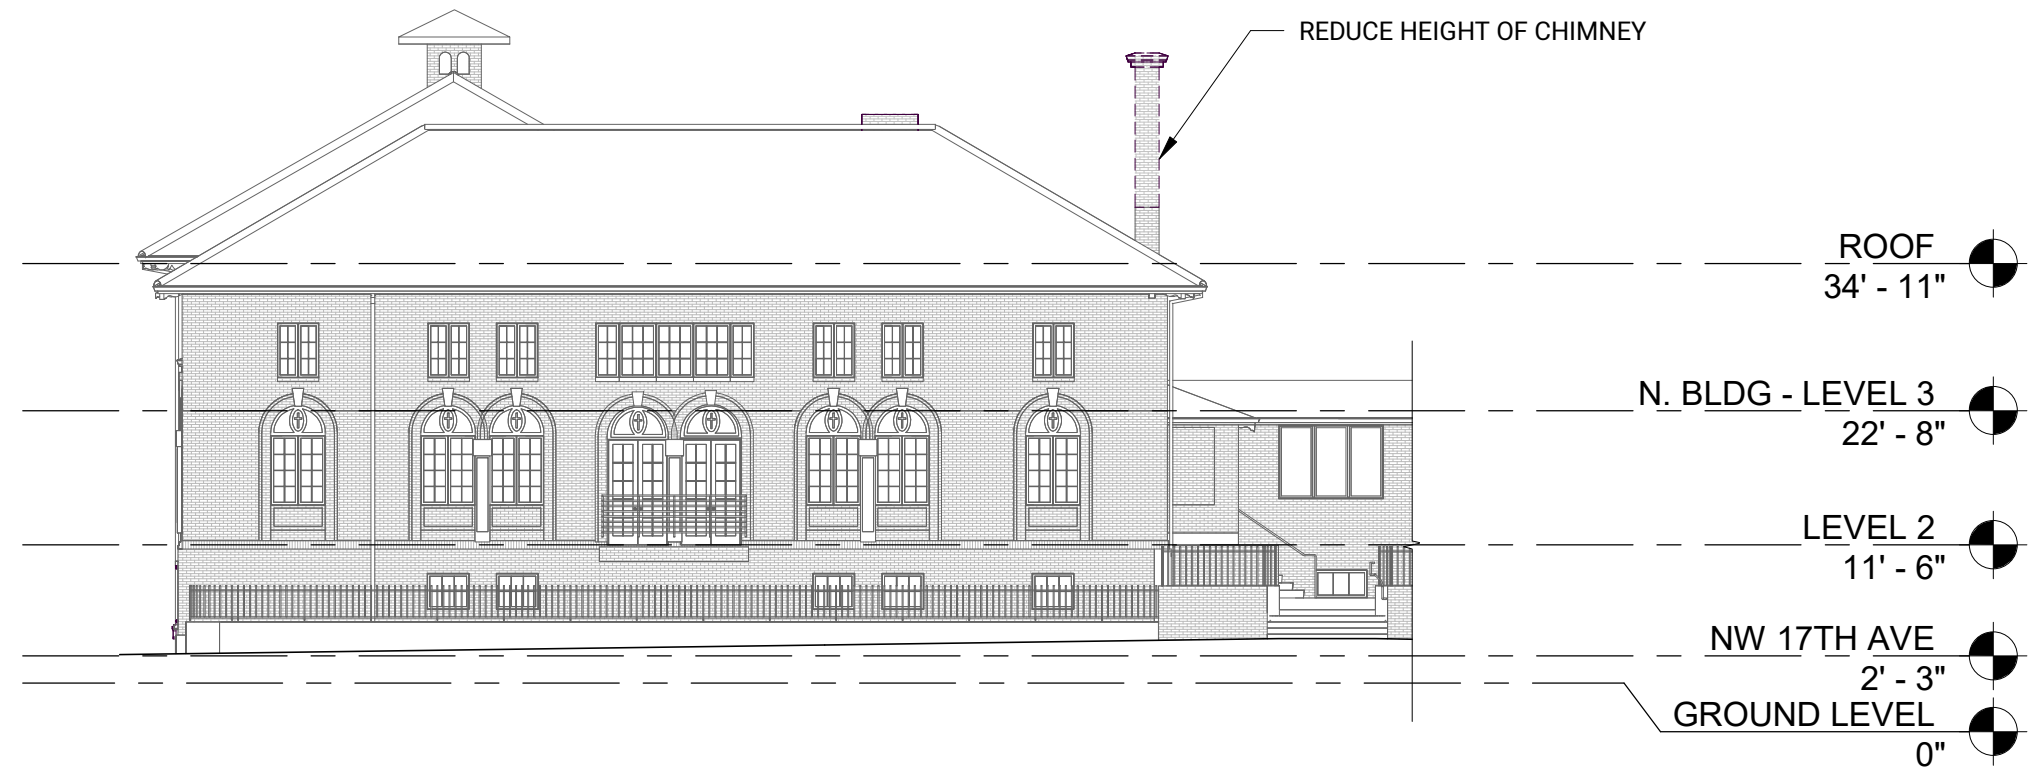 REDUCE HEIGHT OF CHIMNEY
ROOF
34' - 11"
N. BLDG - LEVEL 3
22' - 8"
LEVEL 2
11' - 6"
NW 17TH AVE
2' - 3"
GROUND LEVEL
0"